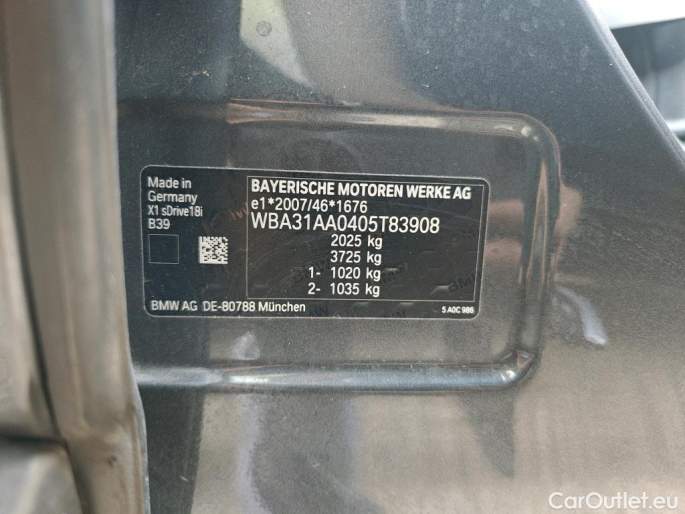 Made in
Germany
X1 sDrive18i
B39
BAYERISCHE MOTOREN WERKE AG
e1*2007/46*1676
WBA31AA0405T83908
2025 kg
3725 kg
1- 1020 kg
2- 1035 kg
BMW AG DE-80788 München
5 A0C 986
CarOutlet.eu